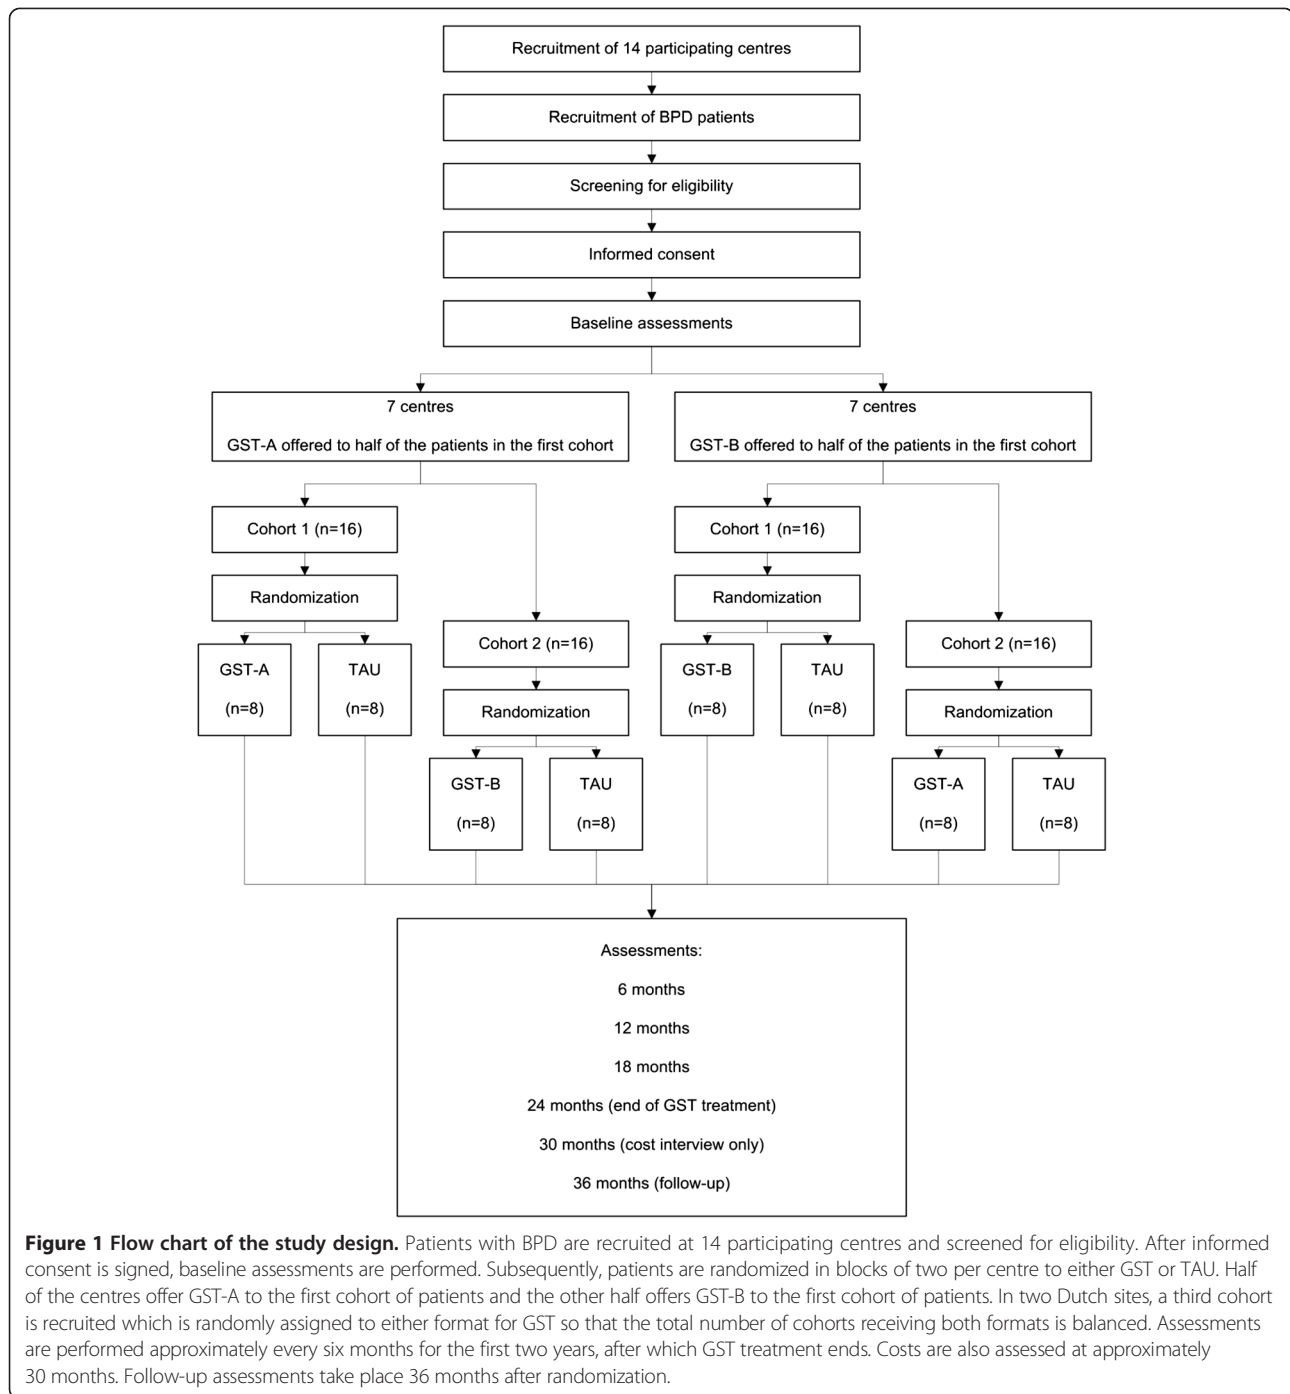 Recruitment of 14 participating centres
Recruitment of BPD patients
Screening for eligibility
Informed consent
Baseline assessments
7 centres
GST-A offered to half of the patients in the first cohort
7 centres
GST-B offered to half of the patients in the first cohort
Cohort 1 (n=16)
Randomization
GST-A
(n=8)
TAU
(n=8)
Cohort 2 (n=16)
Randomization
GST-B
(n=8)
TAU
(n=8)
Cohort 1 (n=16)
Randomization
GST-B
(n=8)
TAU
(n=8)
Cohort 2 (n=16)
Randomization
GST-A
(n=8)
TAU
(n=8)
Assessments:
6 months
12 months
18 months
24 months (end of GST treatment)
30 months (cost interview only)
36 months (follow-up)
Figure 1 Flow chart of the study design. Patients with BPD are recruited at 14 participating centres and screened for eligibility. After informed
consent is signed, baseline assessments are performed. Subsequently, patients are randomized in blocks of two per centre to either GST or TAU. Half
of the centres offer GST-A to the first cohort of patients and the other half offers GST-B to the first cohort of patients. In two Dutch sites, a third cohort
is recruited which is randomly assigned to either format for GST so that the total number of cohorts receiving both formats is balanced. Assessments
are performed approximately every six months for the first two years, after which GST treatment ends. Costs are also assessed at approximately
30 months. Follow-up assessments take place 36 months after randomization.